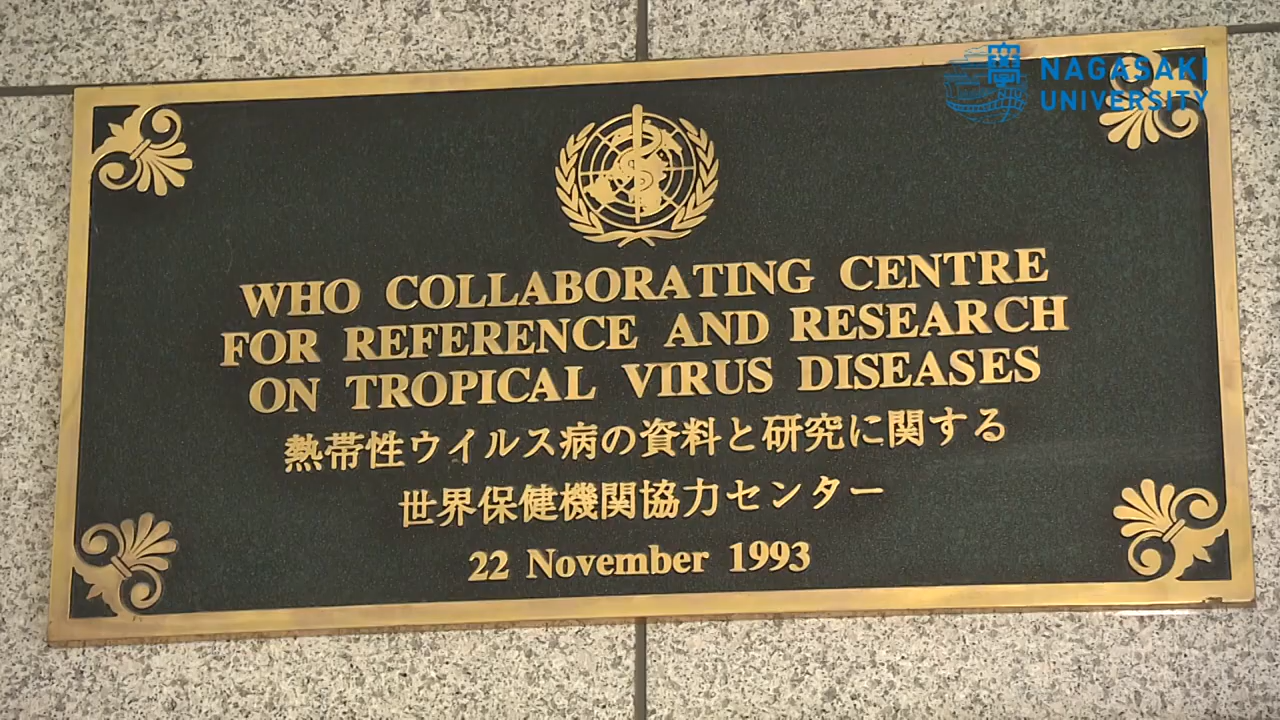 NAGASAKI
UNIVERSITY
WHO COLLABORATING CENTRE
FOR REFERENCE AND RESEARCH
ON TROPICAL VIRUS DISEASES
熱帯性ウイルス病の資料と研究に関する
世界保健機関協力センター
22 November 1993